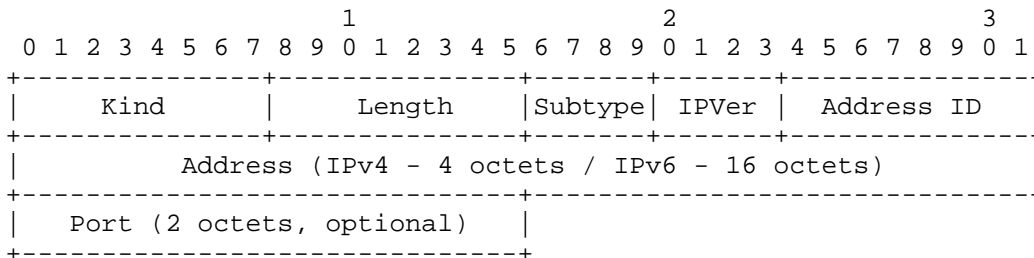 1                   2                   3
 0 1 2 3 4 5 6 7 8 9 0 1 2 3 4 5 6 7 8 9 0 1 2 3 4 5 6 7 8 9 0 1
+---------------+---------------+-------+-------+---------------
|     Kind      |     Length    |Subtype| IPVer |  Address ID
+---------------+---------------+-------+-------+---------------
|          Address (IPv4 - 4 octets / IPv6 - 16 octets)
+-------------------------------+-------------------------------
|   Port (2 octets, optional)   |
+-------------------------------+